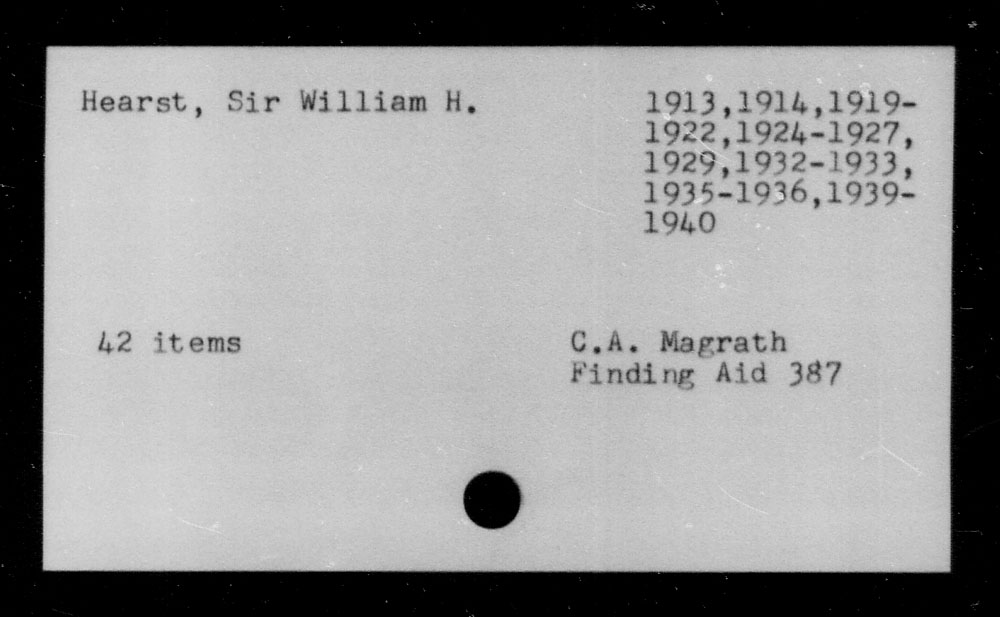 Hearst, Sir William H.
1913,1914,1919-
1922,1924-1927,
1929,1932-1933,
1935-1936,1939-
1940
42 items
C.A. Magrath
Finding Aid 387